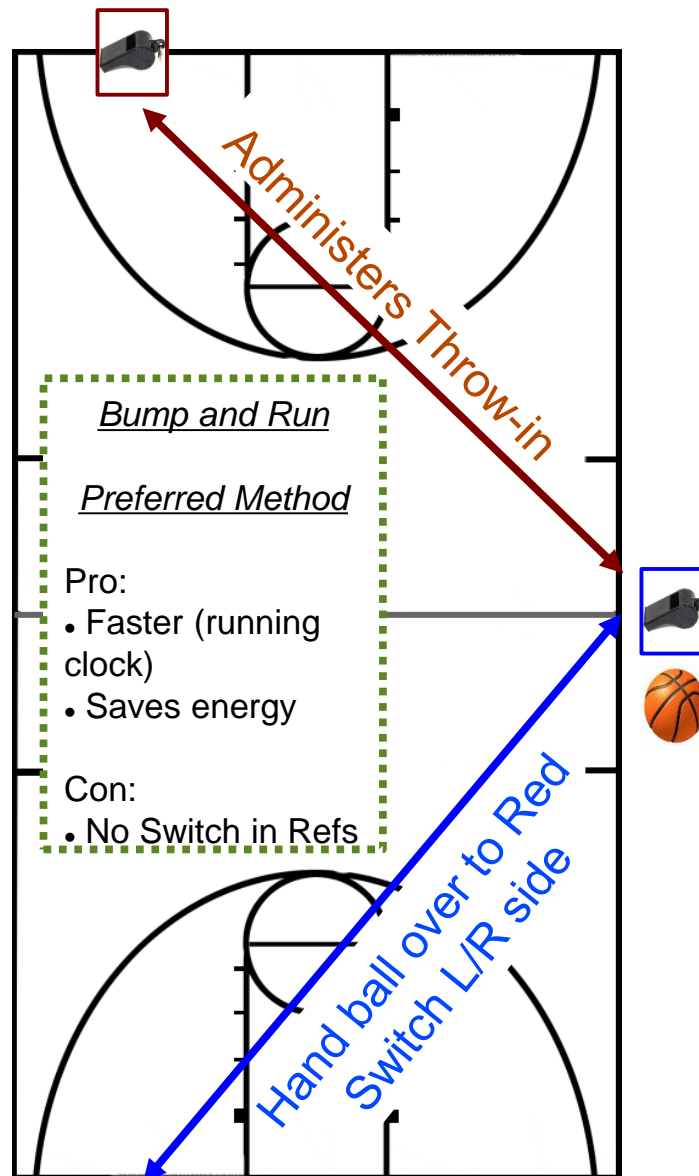 Administers Throw-in
Bump and Run
Preferred Method
Pro:
• Faster (running
clock)
• Saves energy
Con:
• No Switch in Refs
Hand ball over to Red
Switch L/R side